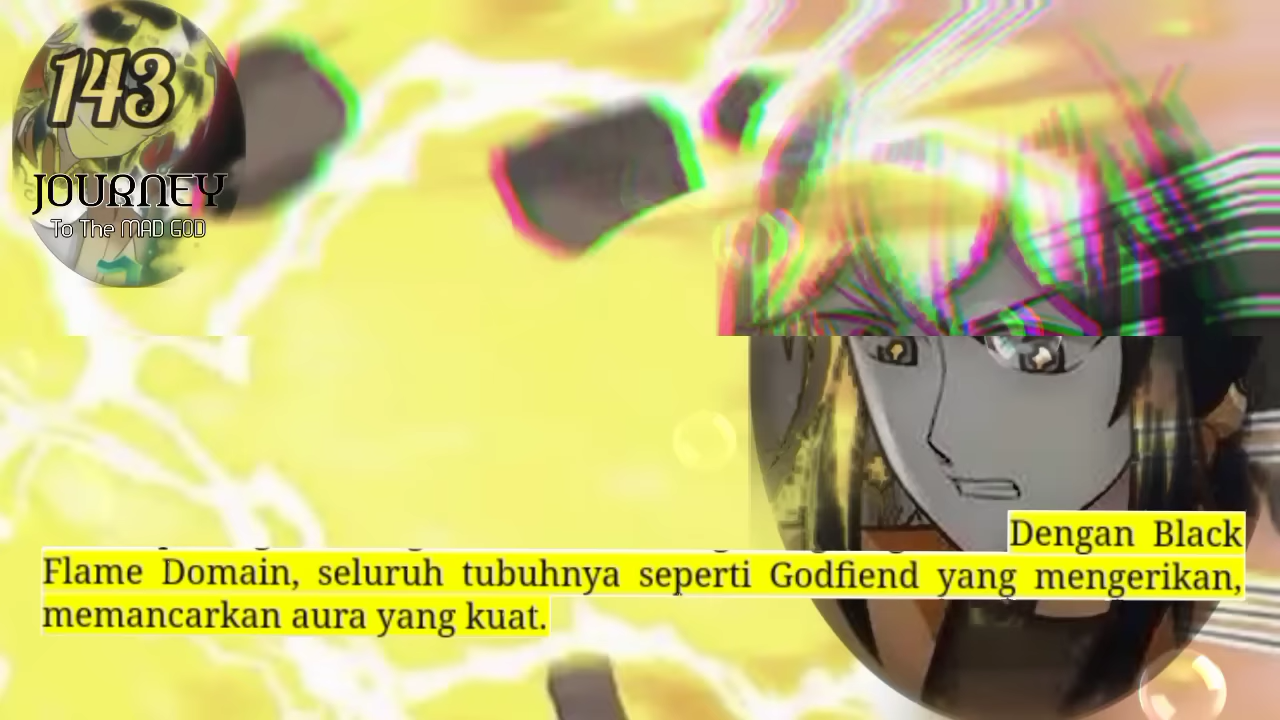 143
JOURNEY
To The MAD GOD
Dengan Black
Flame Domain, seluruh tubuhnya seperti Godfiend yang mengerikan,
memancarkan aura yang kuat.